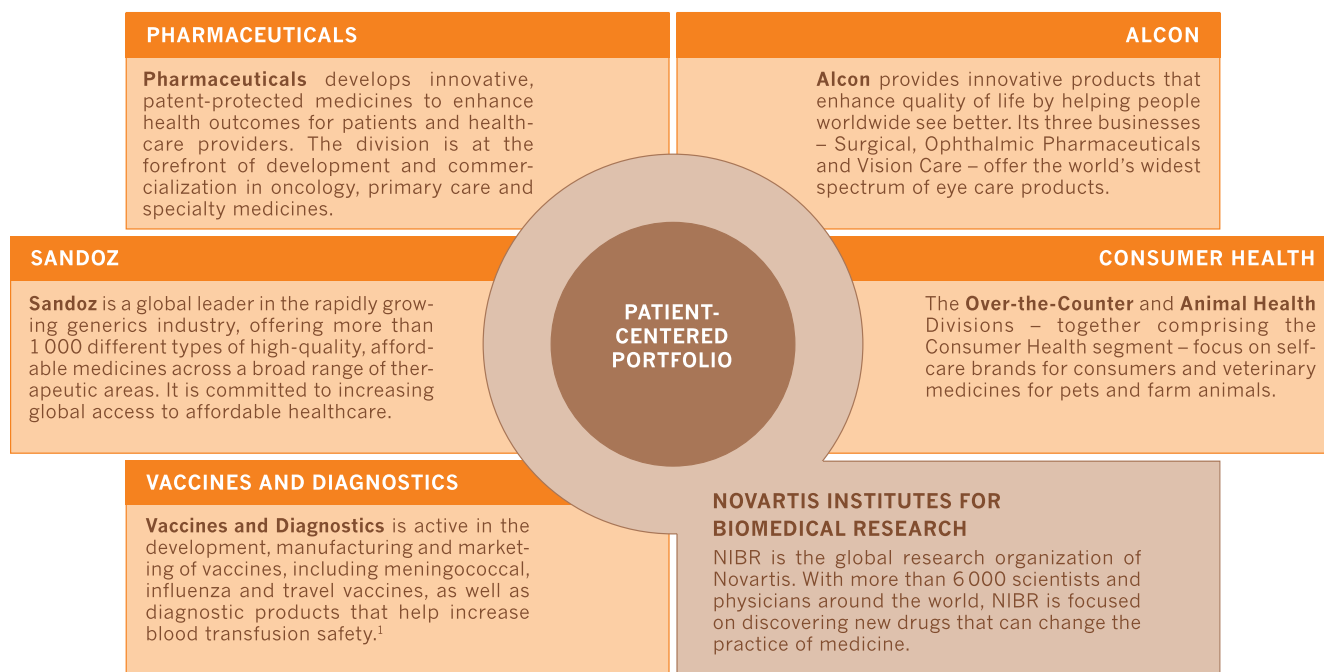 PHARMACEUTICALS
Pharmaceuticals develops innovative,
patent-protected medicines to enhance
health outcomes for patients and health-
care providers. The division is at the
forefront of development and commer-
cialization in oncology, primary care and
specialty medicines.
ALCON
Alcon provides innovative products that
enhance quality of life by helping people
worldwide see better. Its three businesses
– Surgical, Ophthalmic Pharmaceuticals
and Vision Care – offer the world's widest
spectrum of eye care products.
SANDOZ
Sandoz is a global leader in the rapidly grow-
ing generics industry, offering more than
1 000 different types of high-quality, afford-
able medicines across a broad range of ther-
apeutic areas. It is committed to increasing
global access to affordable healthcare.
PATIENT-
CENTERED
PORTFOLIO
CONSUMER HEALTH
The Over-the-Counter and Animal Health
Divisions – together comprising the
Consumer Health segment – focus on self-
care brands for consumers and veterinary
medicines for pets and farm animals.
VACCINES AND DIAGNOSTICS
Vaccines and Diagnostics is active in the
development, manufacturing and market-
ing of vaccines, including meningococcal,
influenza and travel vaccines, as well as
diagnostic products that help increase
blood transfusion safety.1
NOVARTIS INSTITUTES FOR
BIOMEDICAL RESEARCH
NIBR is the global research organization of
Novartis. With more than 6 000 scientists and
physicians around the world, NIBR is focused
on discovering new drugs that can change the
practice of medicine.